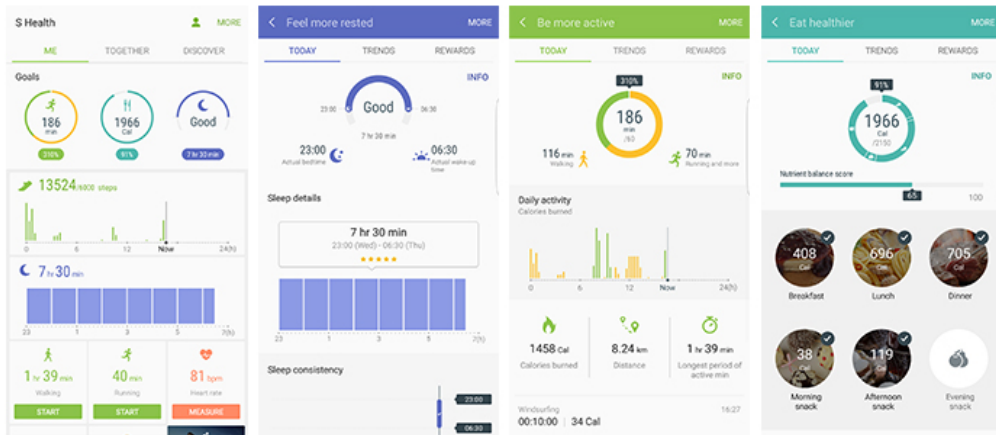 S Health MORE
ME TOGETHER DISCOVER
Goals
186 min
310%
1966 Cal
91%
Good
7 hr 30 min
13524 /6000 steps
0 6 12 Now 24(h)
7 hr 30 min
23 1 3 5 7(h)
1 hr 39 min
Walking
START
40 min
Running
START
81 bpm
Heart rate
MEASURE
< Feel more rested MORE
TODAY TRENDS REWARDS
INFO
23:00 Good 06:30
7 hr 30 min
23:00
Actual bedtime
06:30
Actual wake up
time
Sleep details
7 hr 30 min
23:00 (Wed) - 06:30 (Thu)
23 1 3 5 7(h)
Sleep consistency
23:00
06:30
< Be more active MORE
TODAY TRENDS REWARDS
INFO
310%
186
min
/60
116 min
Walking
70 min
Running and more
Daily activity
Calories burned
0 6 12 Now 24(h)
1458 Cal
Calories burned
8.24 km
Distance
1 hr 39 min
Longest period of
active min
Windsurfing 16:27
00:10:00 | 34 Cal
< Eat healthier MORE
TODAY TRENDS REWARDS
INFO
91%
1966
Cal
/2150
Nutrient balance score
65 100
408 Cal
Breakfast
696 Cal
Lunch
705 Cal
Dinner
38 Cal
Morning
snack
119 Cal
Afternoon
snack
Evening
snack